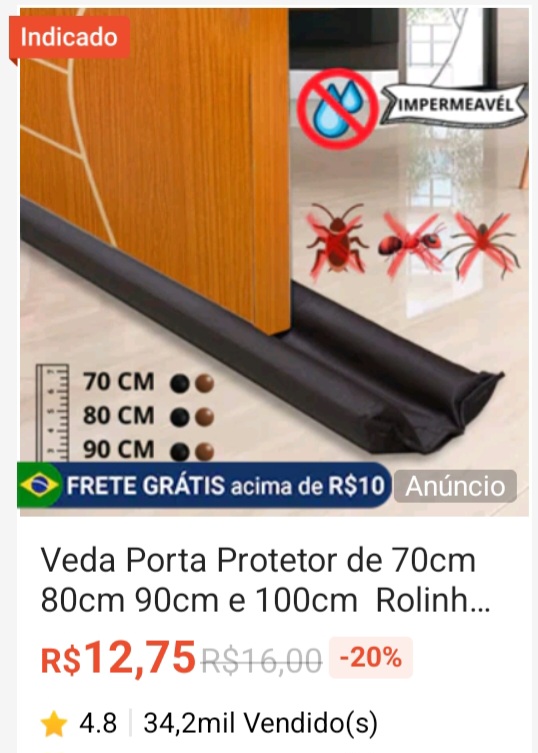 Indicado
IMPERMEAVÉL
70 CM
80 CM
90 CM
FRETE GRÁTIS acima de R$10
Anúncio
Veda Porta Protetor de 70cm
80cm 90cm e 100cm Rolinh...
R$12,75 R$16,00 -20%
4.8 34,2mil Vendido(s)